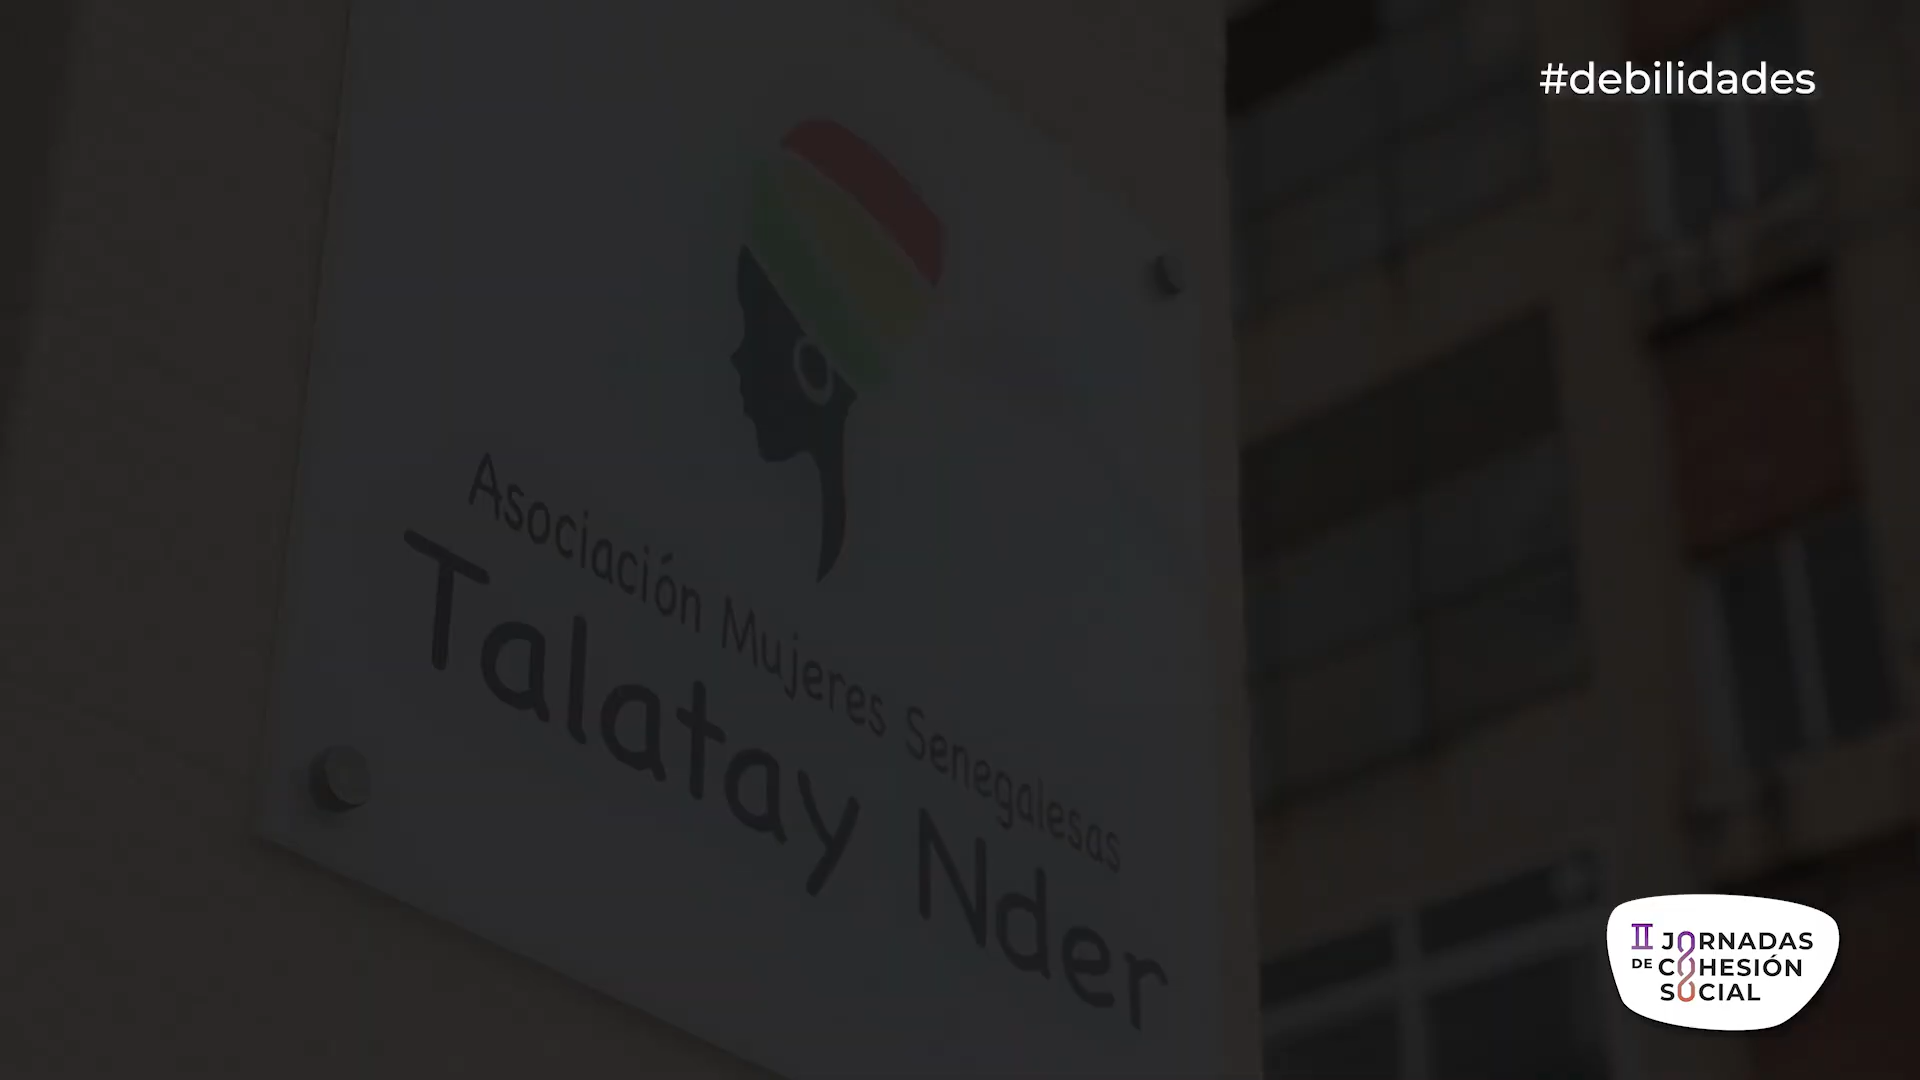 #debilidades
Asociación Mujeres Senegalesas
Talatay Nder
II JORNADAS
DE COHESIÓN
SOCIAL